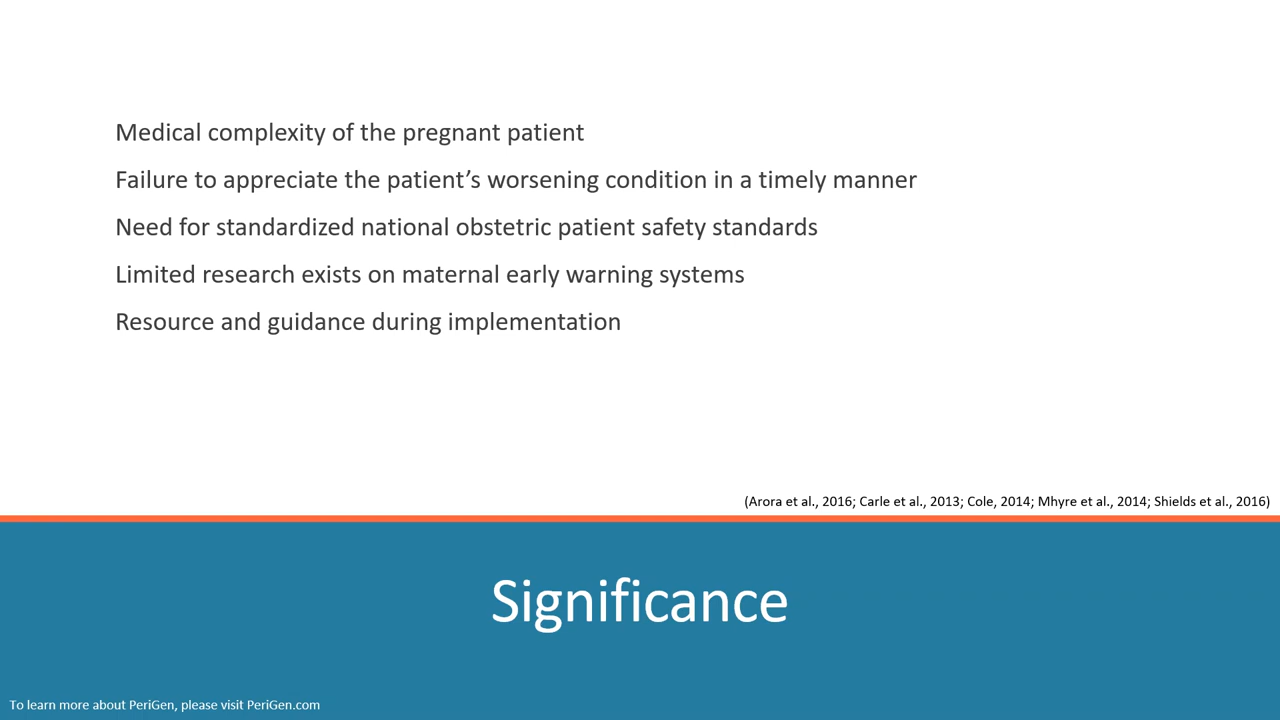 Medical complexity of the pregnant patient
Failure to appreciate the patient’s worsening condition in a timely manner
Need for standardized national obstetric patient safety standards
Limited research exists on maternal early warning systems
Resource and guidance during implementation
(Arora et al., 2016; Carle et al., 2013; Cole, 2014; Mhyre et al., 2014; Shields et al., 2016)
Significance
To learn more about PeriGen, please visit PeriGen.com